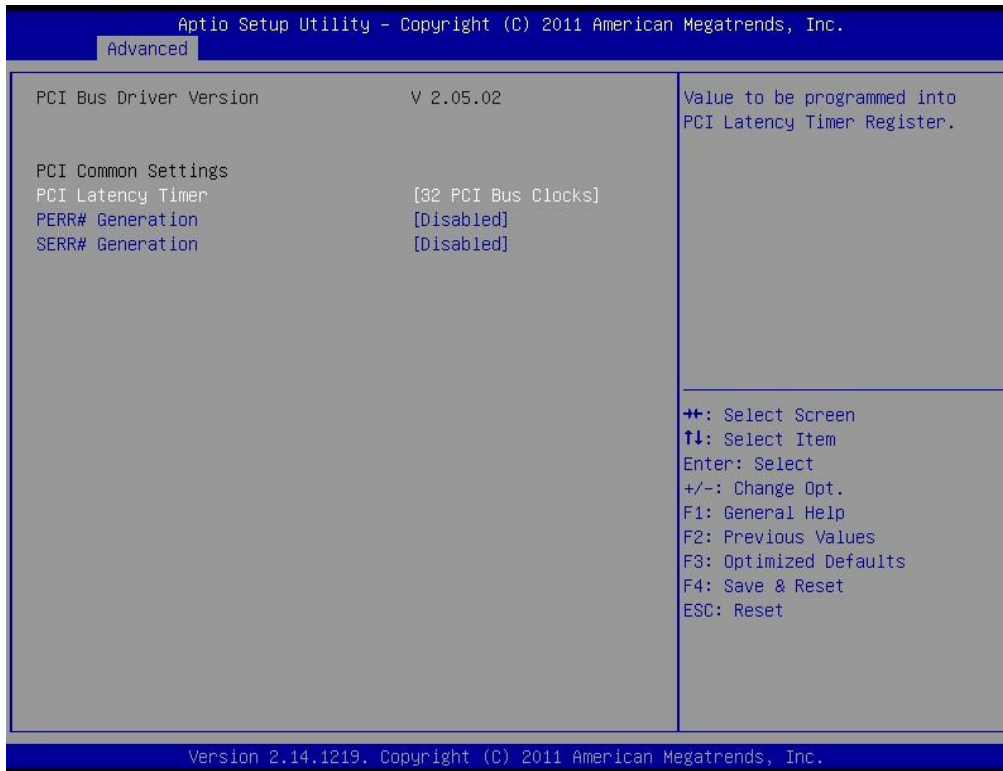 Aptio Setup Utility – Copyright (C) 2011 American Megatrends, Inc.
Advanced
PCI Bus Driver Version V 2.05.02
PCI Common Settings
PCI Latency Timer [32 PCI Bus Clocks]
PERR# Generation [Disabled]
SERR# Generation [Disabled]
Value to be programmed into
PCI Latency Timer Register.
→←: Select Screen
↑↓: Select Item
Enter: Select
+/-: Change Opt.
F1: General Help
F2: Previous Values
F3: Optimized Defaults
F4: Save & Reset
ESC: Reset
Version 2.14.1219. Copyright (C) 2011 American Megatrends, Inc.